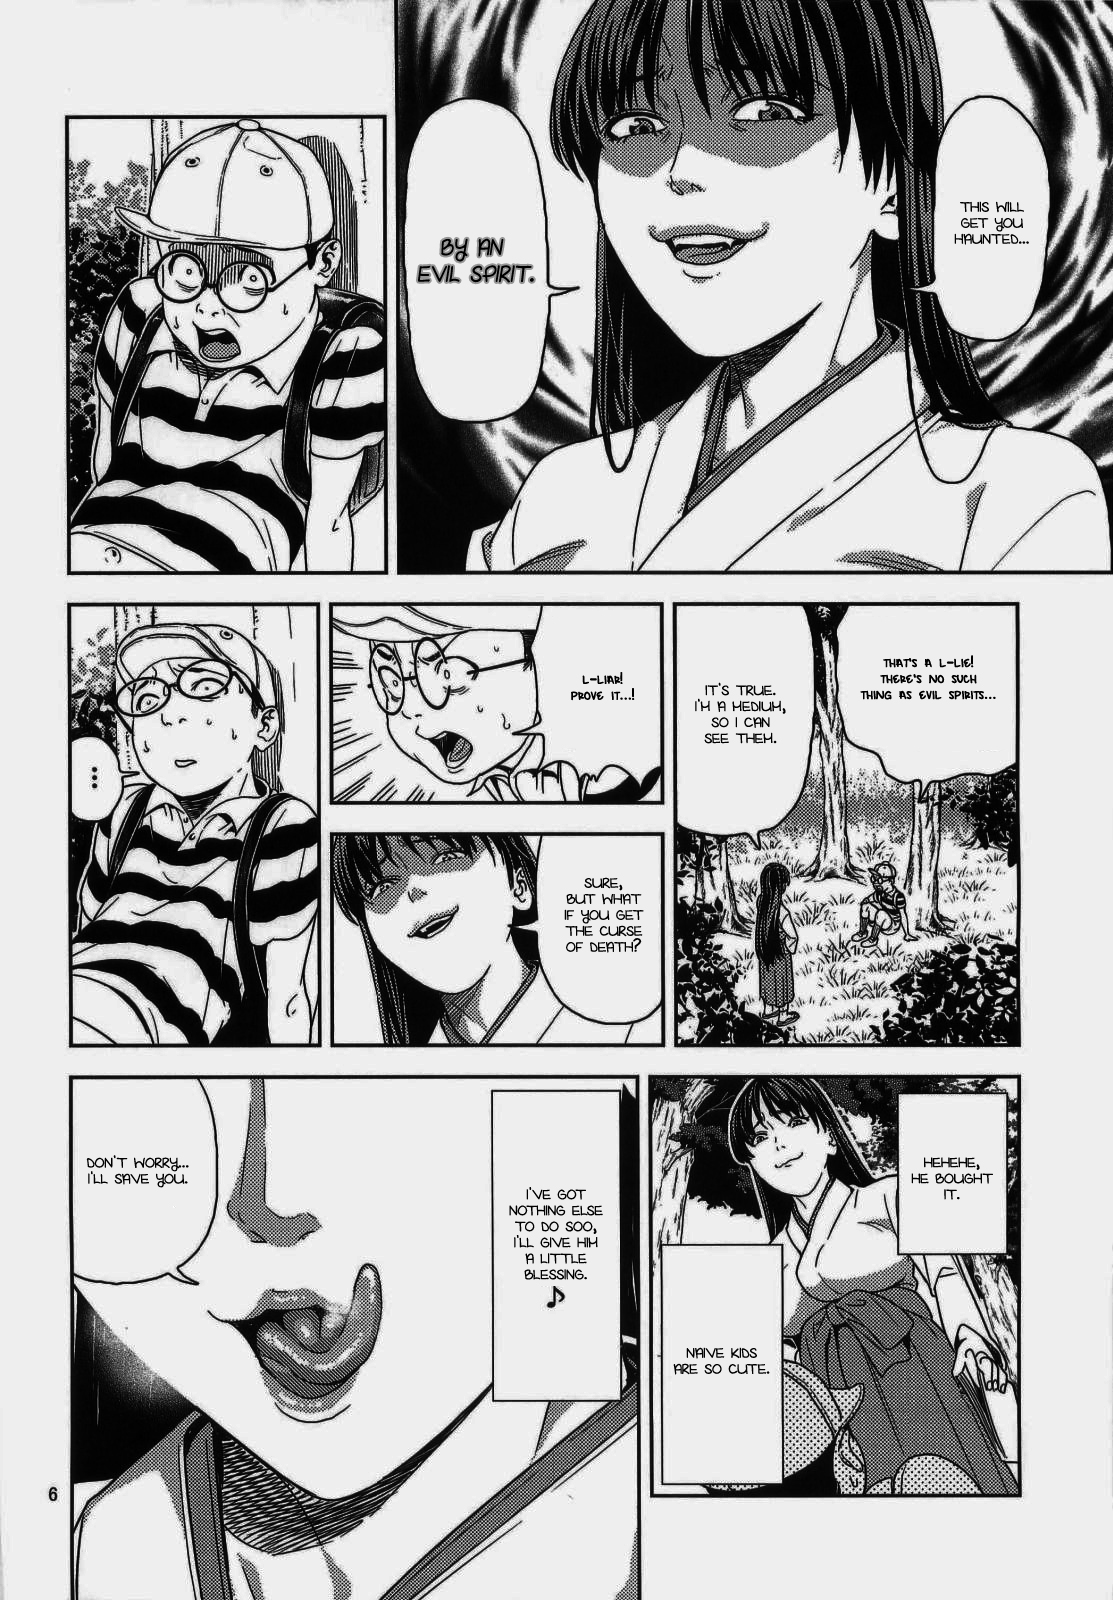 THIS WILL
GET YOU
HAUNTED...
BY AN
EVIL SPIRIT.
THAT'S A L-LIE!
THERE'S NO SUCH
THING AS EVIL SPIRITS...
IT'S TRUE.
I'M A MEDIUM,
SO I CAN
SEE THEM.
L-LIAR!
PROVE IT...!
SURE,
BUT WHAT
IF YOU GET
THE CURSE
OF DEATH?
...
HEHEHE,
HE BOUGHT
IT.
NAIVE KIDS
ARE SO CUTE.
I'VE GOT
NOTHING ELSE
TO DO SOO,
I'LL GIVE HIM
A LITTLE
BLESSING.
♪
DON'T WORRY...
I'LL SAVE YOU.
6